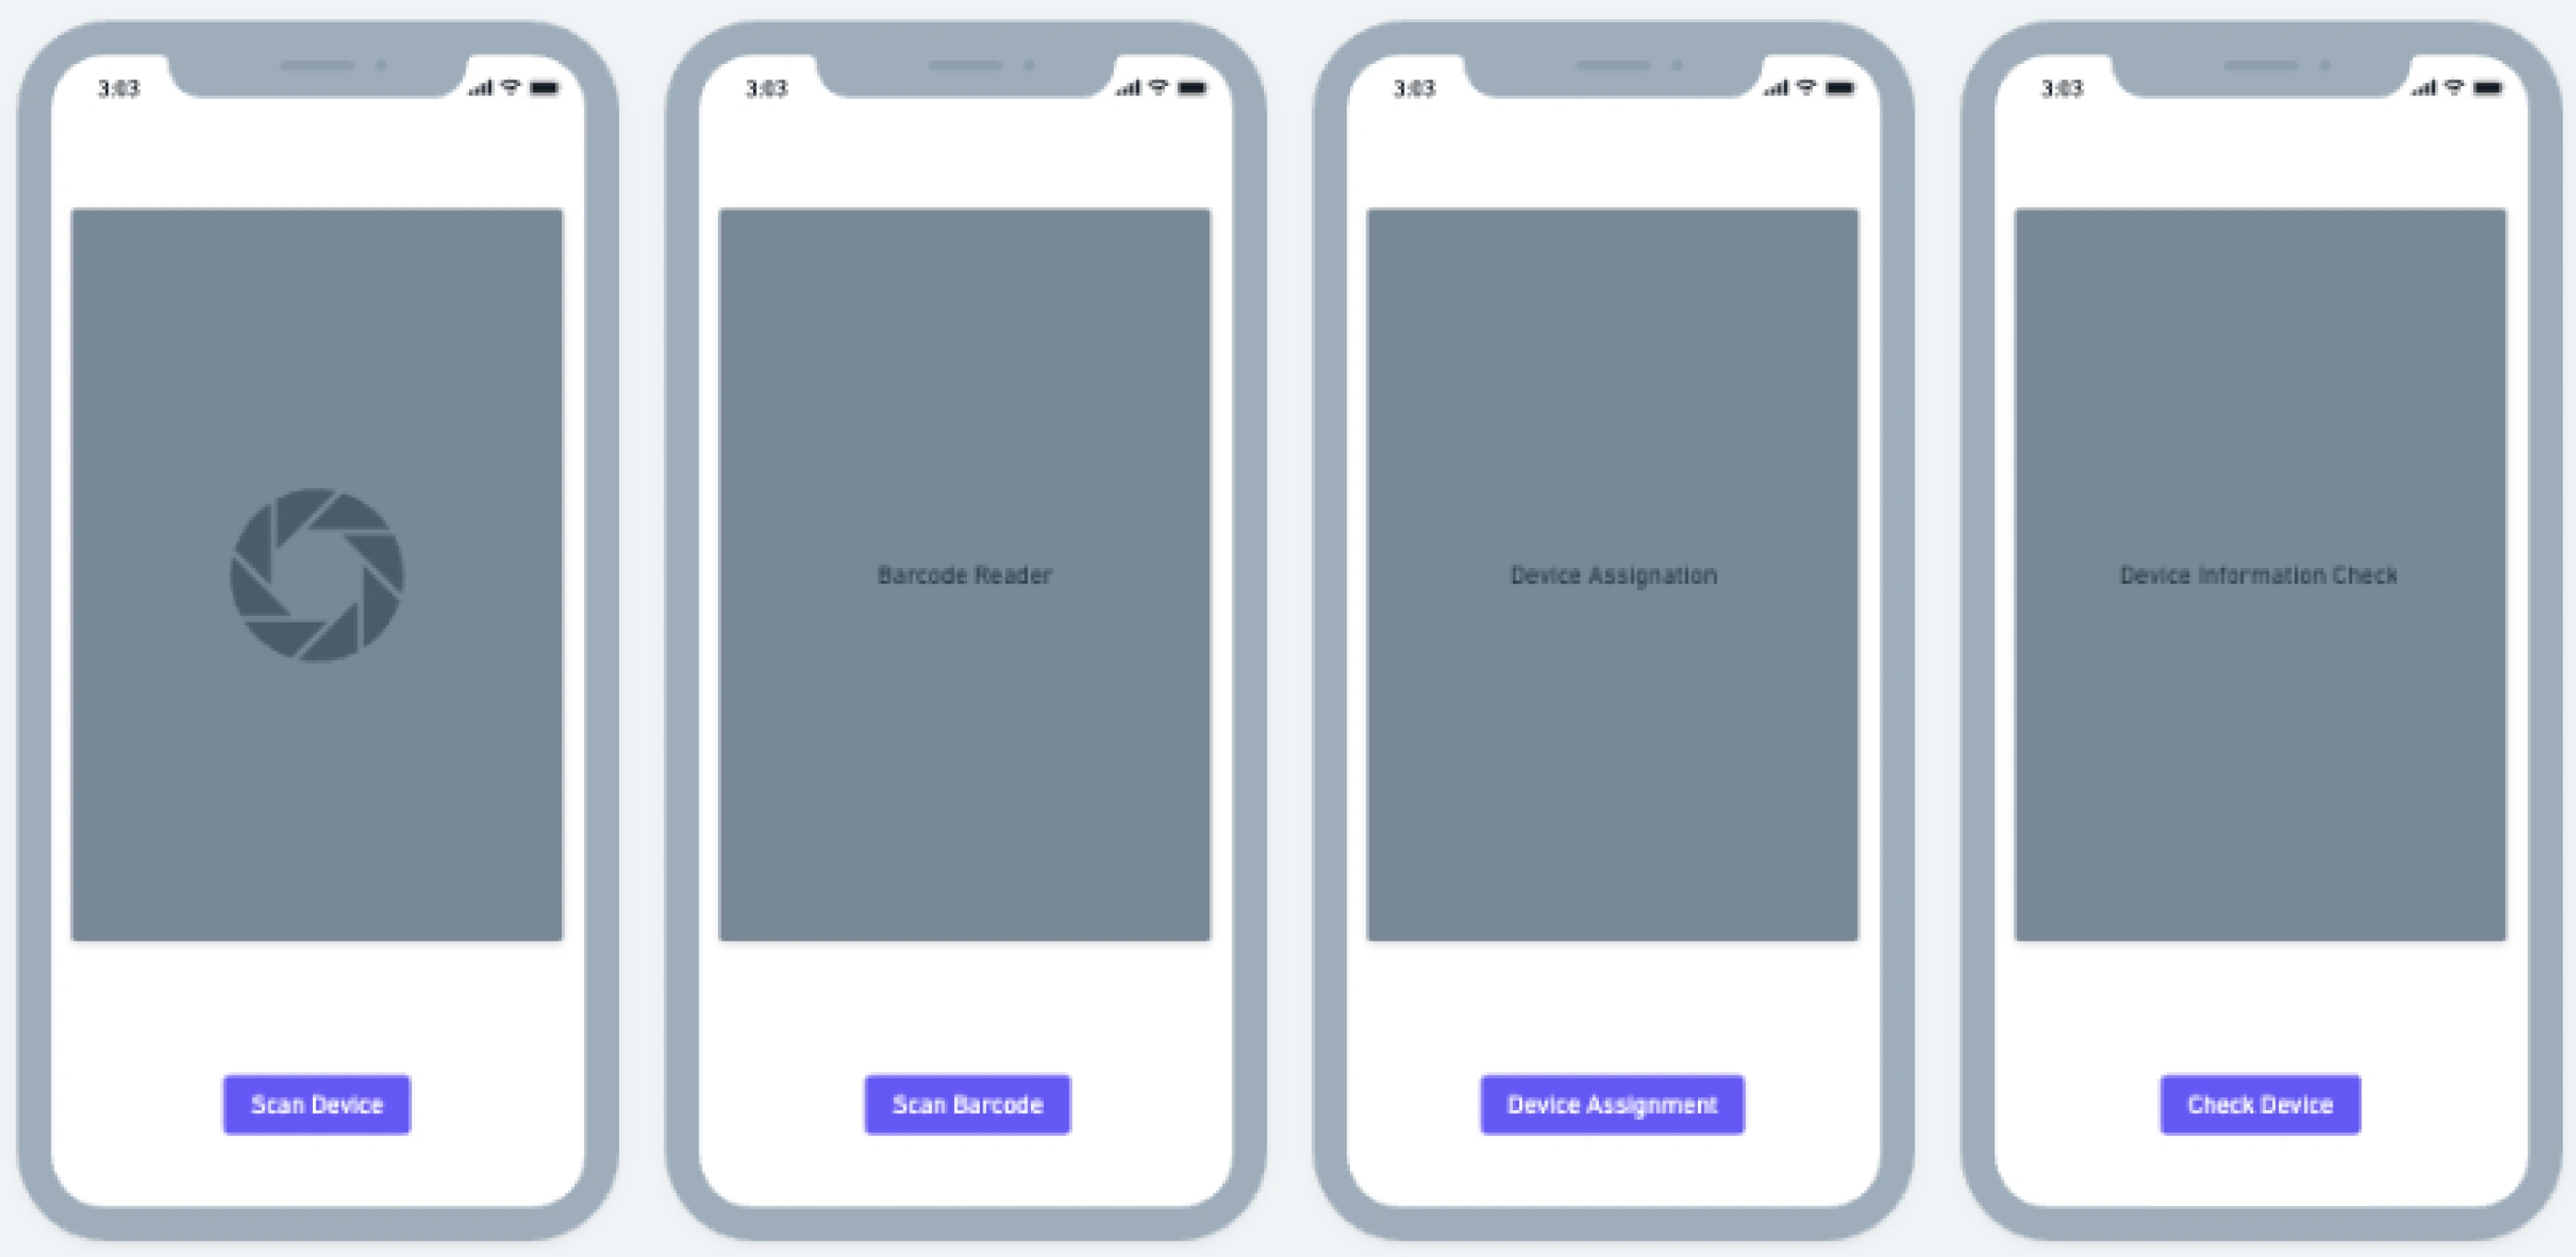 3:03
Scan Device
3:03
Barcode Reader
Scan Barcode
3:03
Device Assignation
Device Assignment
3:03
Device Information Check
Check Device